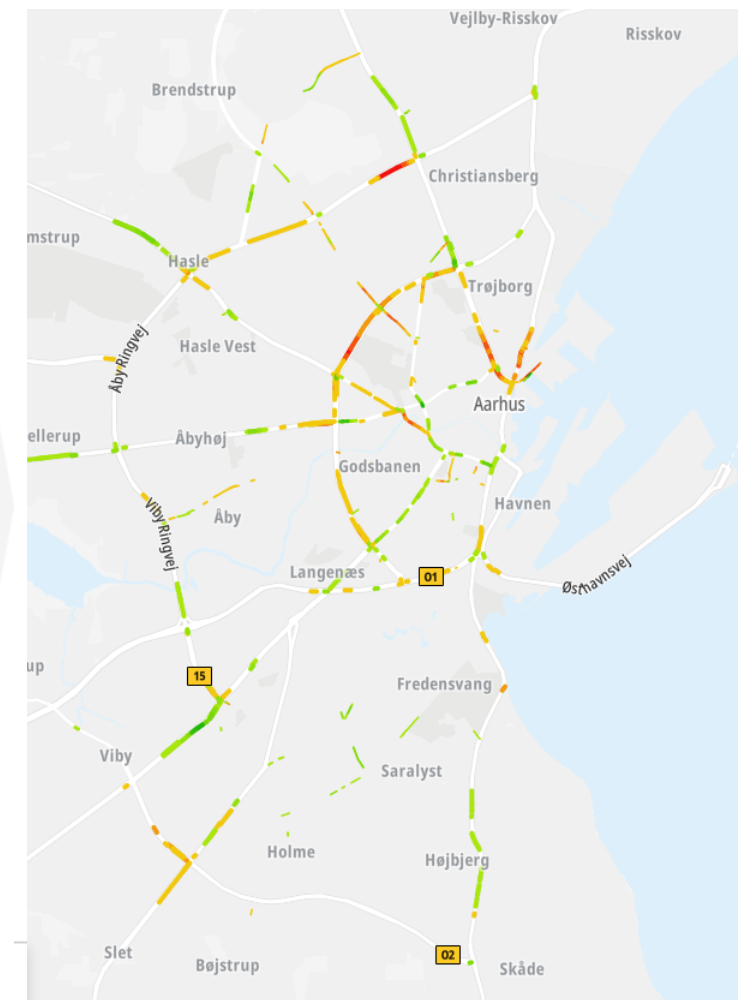 Vejlby-Risskov
Risskov
Brendstrup
Christiansberg
mstrup
Hasle
Trøjborg
Åby Ringvej
Hasle Vest
Aarhus
ellerup
Åbyhøj
Godsbanen
Havnen
Viby Ringvej
Åby
Langenæs
01
Østhavnsvej
up
15
Fredensvang
Viby
Saralyst
Holme
Højbjerg
Slet
Bøjstrup
02
Skåde